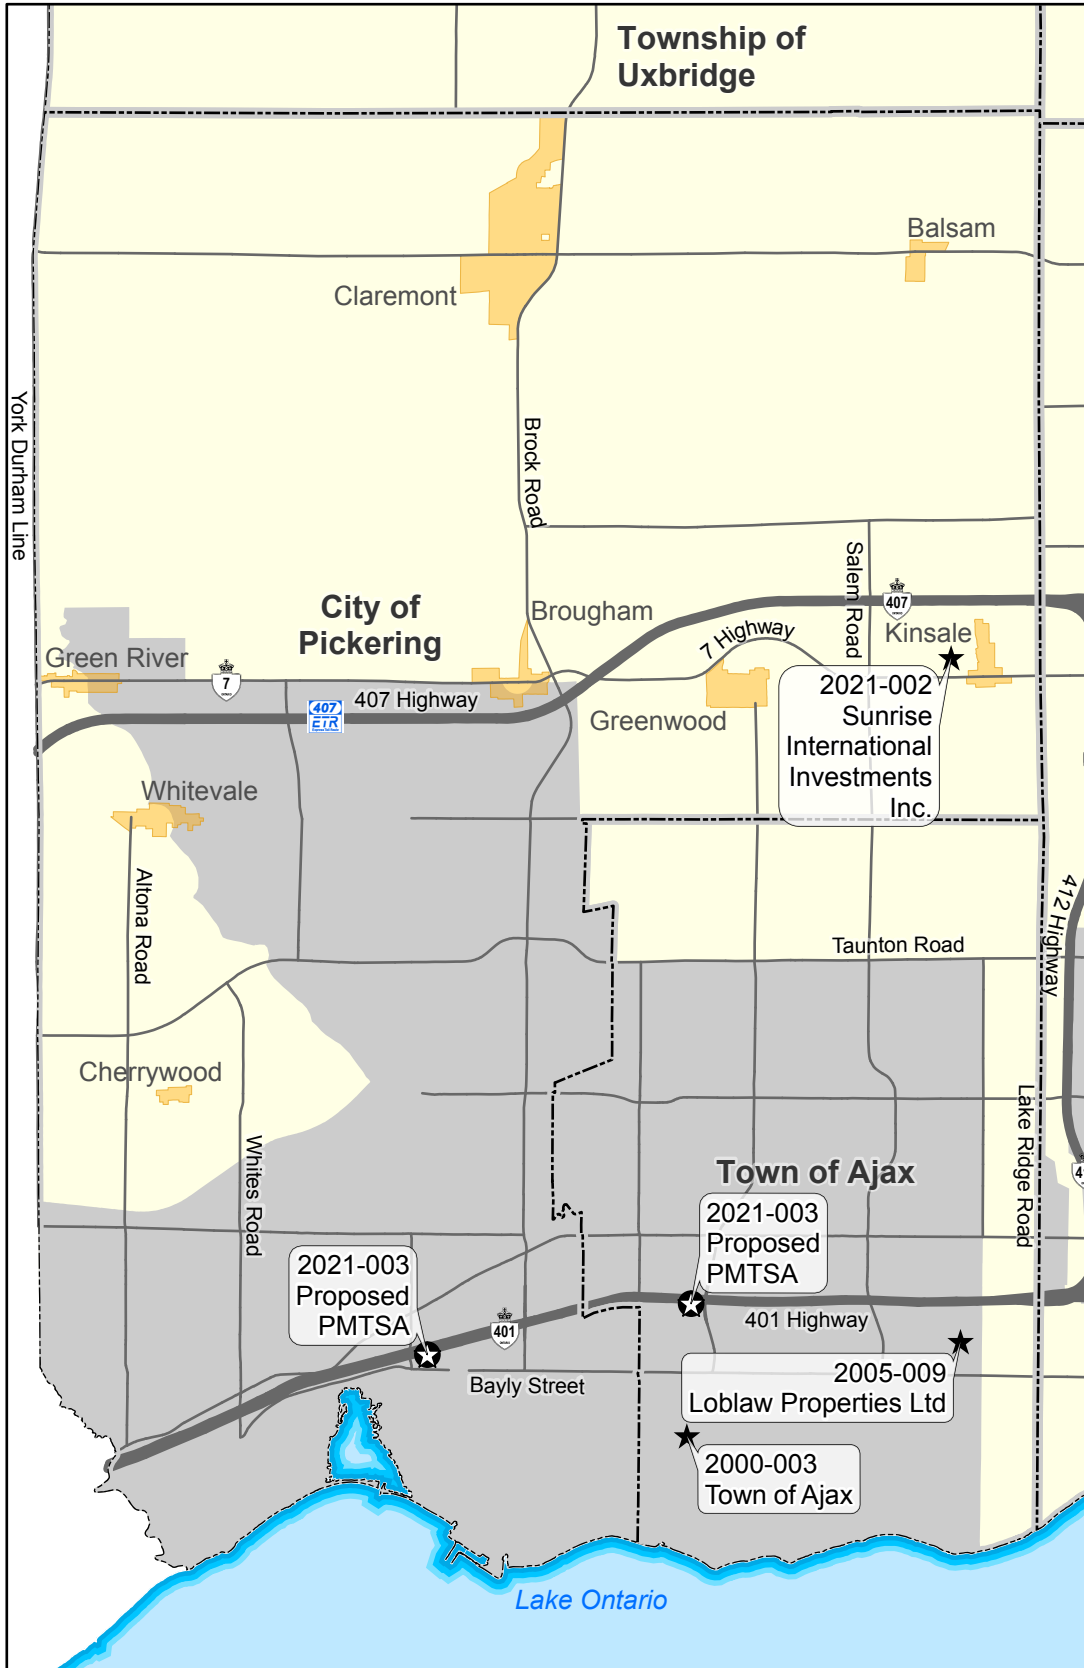 Township of
Uxbridge
Balsam
Claremont
York Durham Line
Brock Road
Salem Road
407
City of
Pickering
Brougham
7 Highway
Kinsale
Green River
7
407
ETR
407 Highway
Greenwood
2021-002
Sunrise
International
Investments
Inc.
Whitevale
Altona Road
412 Highway
Taunton Road
Cherrywood
Lake Ridge Road
Whites Road
Town of Ajax
2021-003
Proposed
PMTSA
2021-003
Proposed
PMTSA
401
401 Highway
Bayly Street
2005-009
Loblaw Properties Ltd
2000-003
Town of Ajax
Lake Ontario